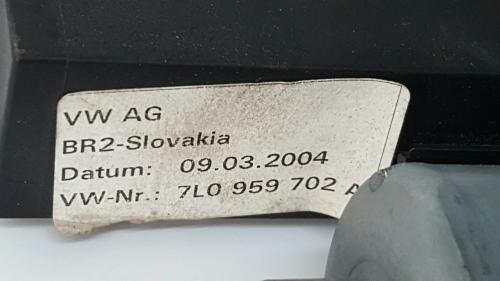 VW AG
BR2-Slovakia
Datum: 09.03.2004
VW-Nr.: 7L0 959 702 A